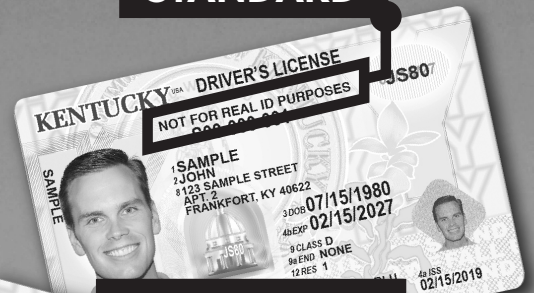 STANDARD
KENTUCKY USA DRIVER'S LICENSE
NOT FOR REAL ID PURPOSES
JS807
SAMPLE
1 SAMPLE
2 JOHN
8 123 SAMPLE STREET
APT. 2
FRANKFORT, KY 40622
3 DOB 07/15/1980
4b EXP 02/15/2027
JS80
9 CLASS D
9a END NONE
12 RES 1
4a ISS
02/15/2019